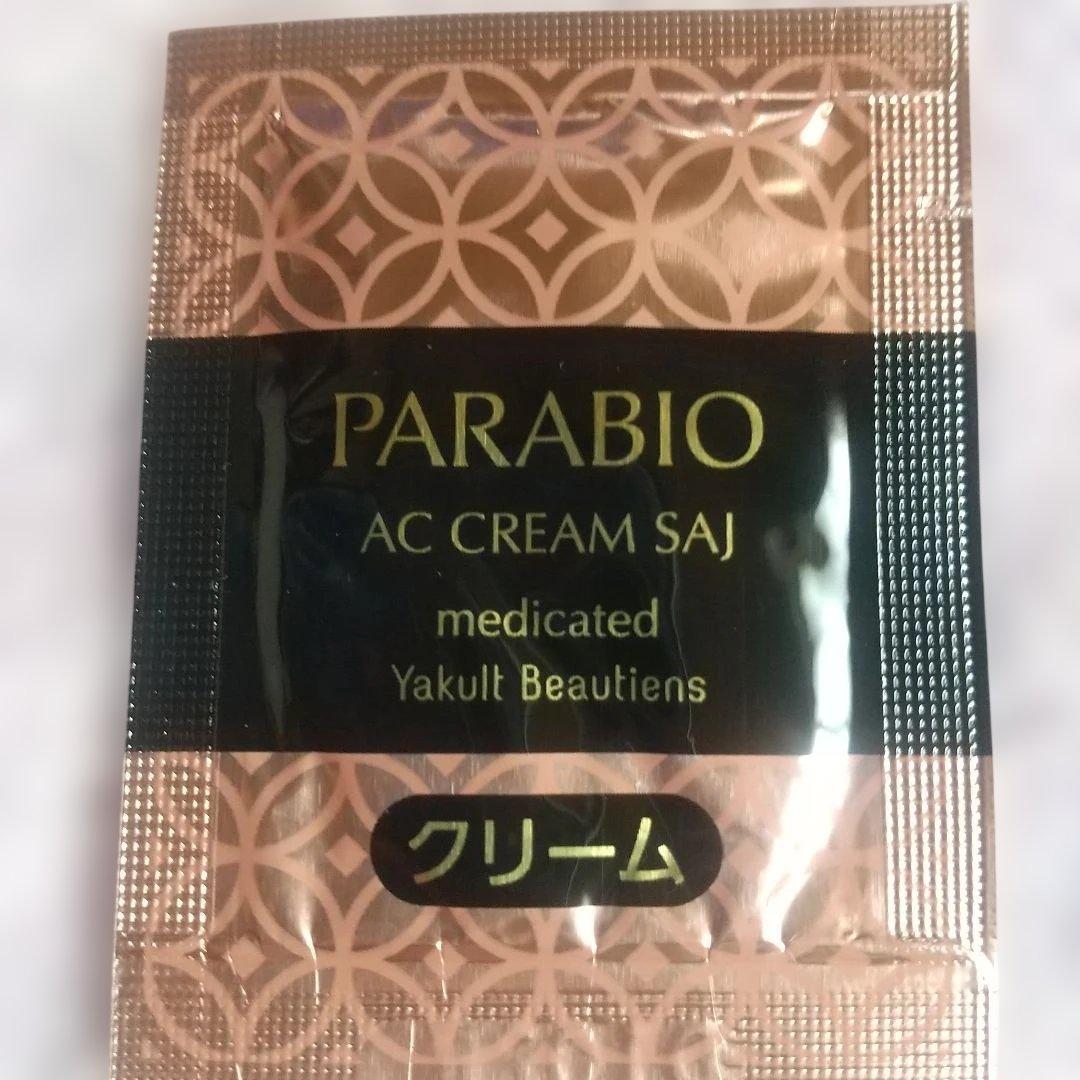 PARABIO
AC CREAM SAJ
medicated
Yakult Beautiens
クリーム